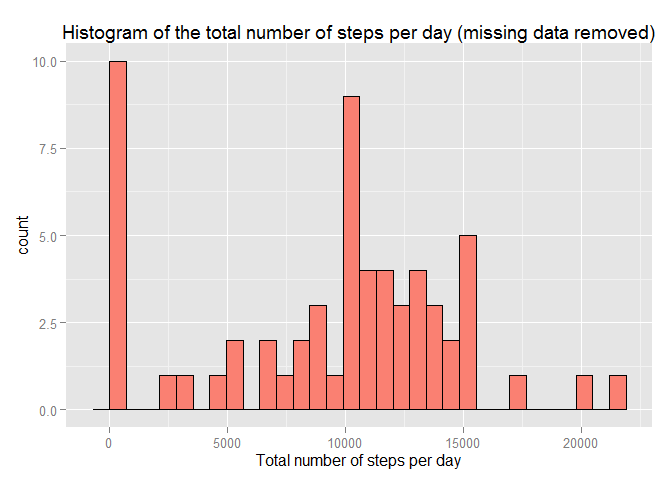 Histogram of the total number of steps per day (missing data removed)
10.0
7.5
5.0
2.5
0.0
count
0 5000 10000 15000 20000
Total number of steps per day